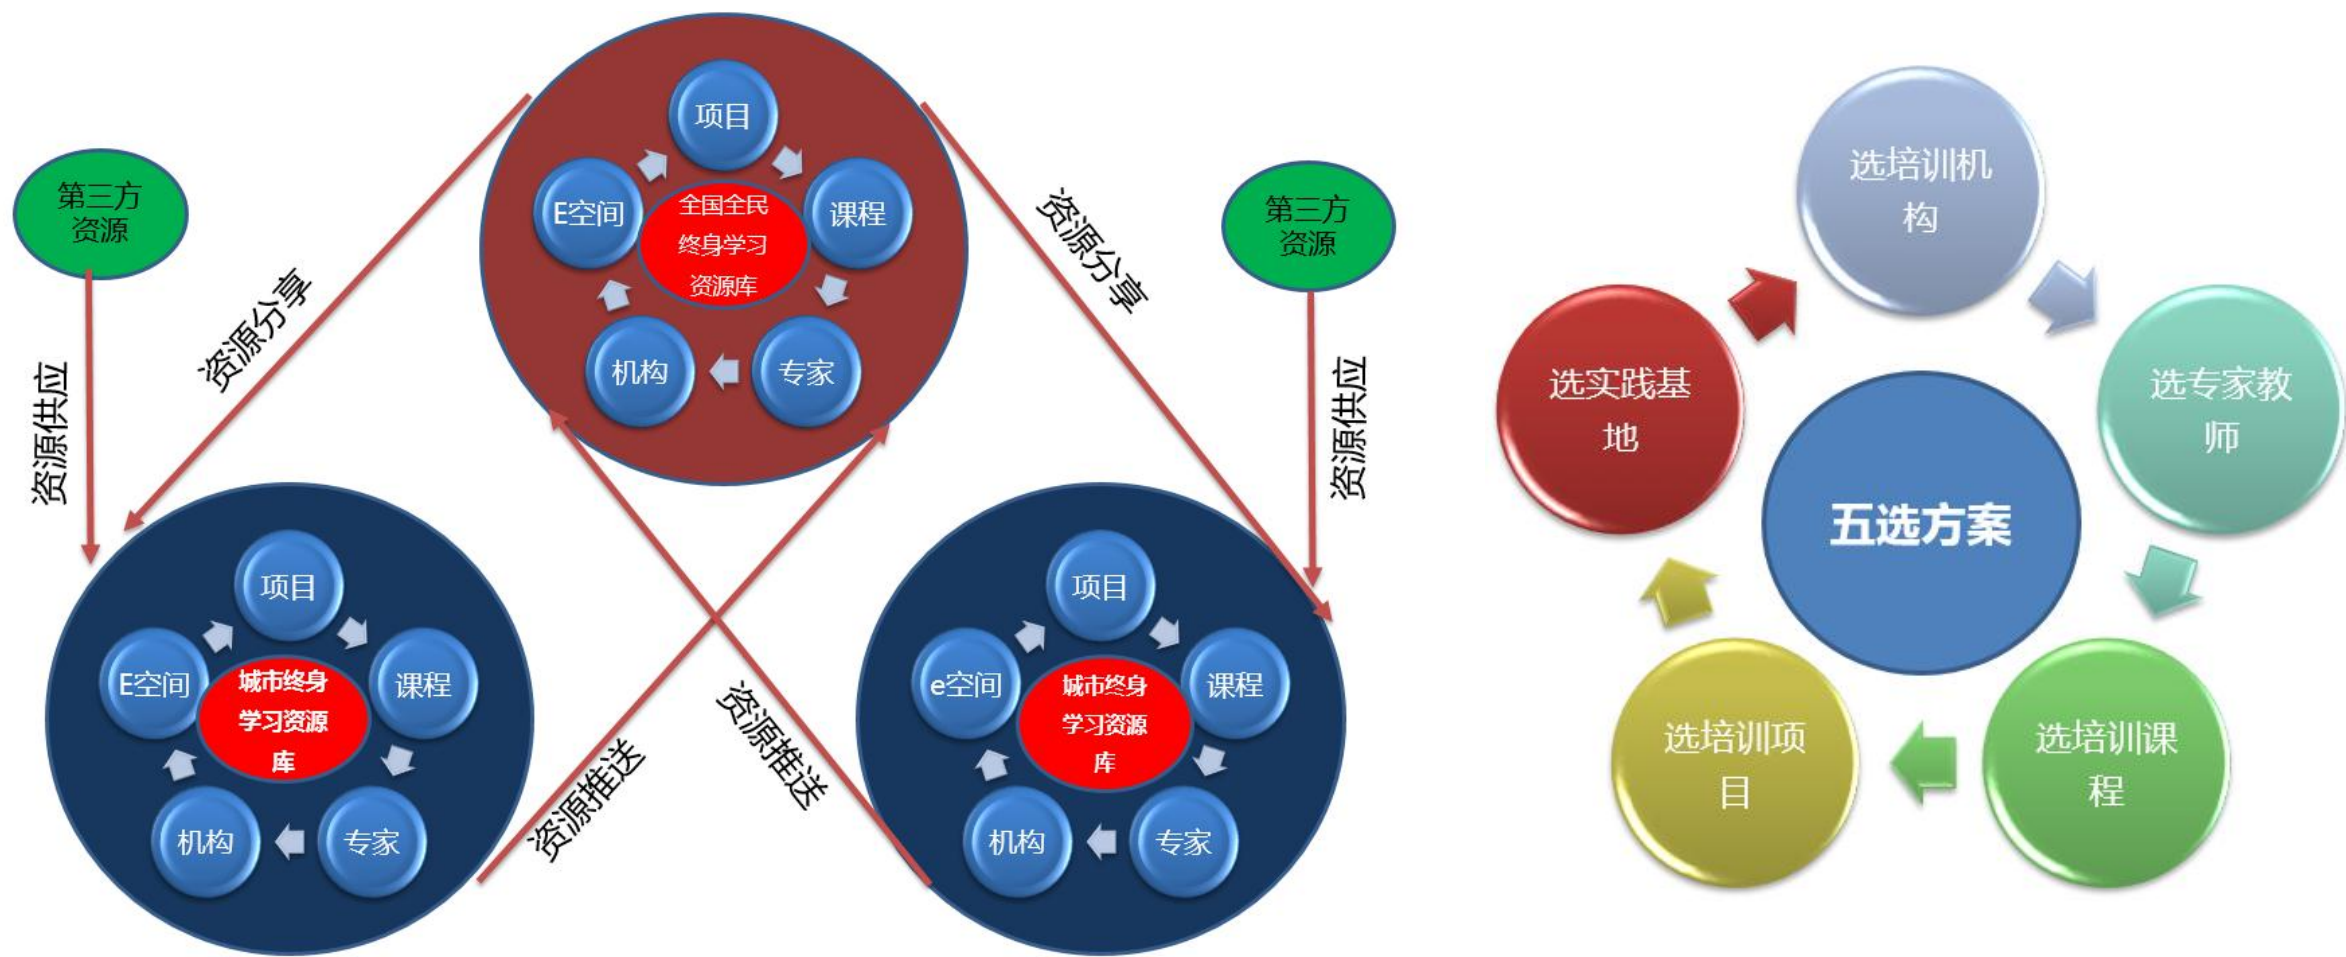 项目
课程
专家
机构
E空间
全国全民
终身学习
资源库
第三方
资源
资源供应
资源分享
资源分享
第三方
资源
资源供应
项目
课程
专家
机构
E空间
城市终身
学习资源
库
资源推送
资源推送
项目
课程
专家
机构
e空间
城市终身
学习资源
库
选培训机
构
选专家教
师
选培训课
程
选培训项
目
选实践基
地
五选方案